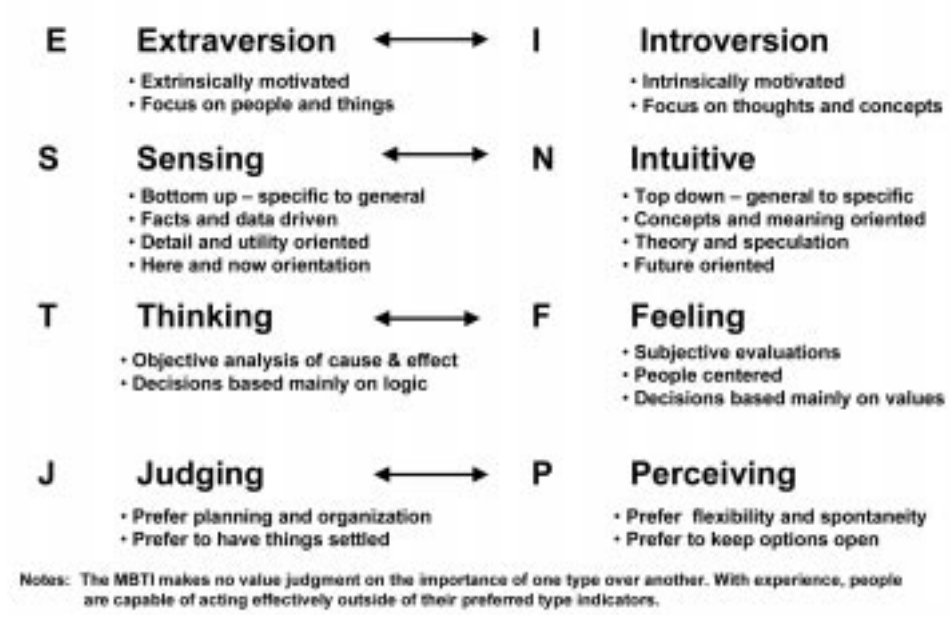 E Extraversion I Introversion
• Extrinsically motivated • Intrinsically motivated
• Focus on people and things • Focus on thoughts and concepts
S Sensing N Intuitive
• Bottom up – specific to general • Top down – general to specific
• Facts and data driven • Concepts and meaning oriented
• Detail and utility oriented • Theory and speculation
• Here and now orientation • Future oriented
T Thinking F Feeling
• Objective analysis of cause & effect • Subjective evaluations
• Decisions based mainly on logic • People centered
• Decisions based mainly on values
J Judging P Perceiving
• Prefer planning and organization • Prefer flexibility and spontaneity
• Prefer to have things settled • Prefer to keep options open
Notes: The MBTI makes no value judgment on the importance of one type over another. With experience, people
are capable of acting effectively outside of their preferred type indicators.